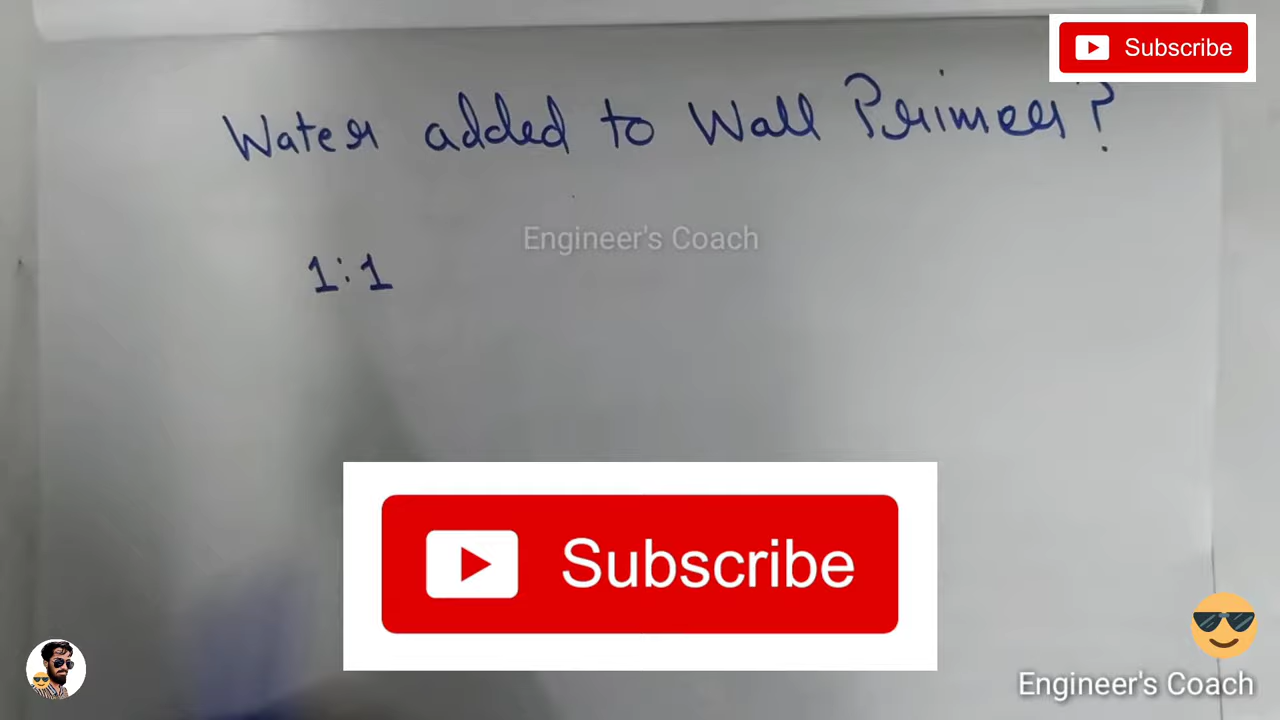 Subscribe
Water added to Wall Primer?
Engineer's Coach
1:1
Subscribe
Engineer's Coach